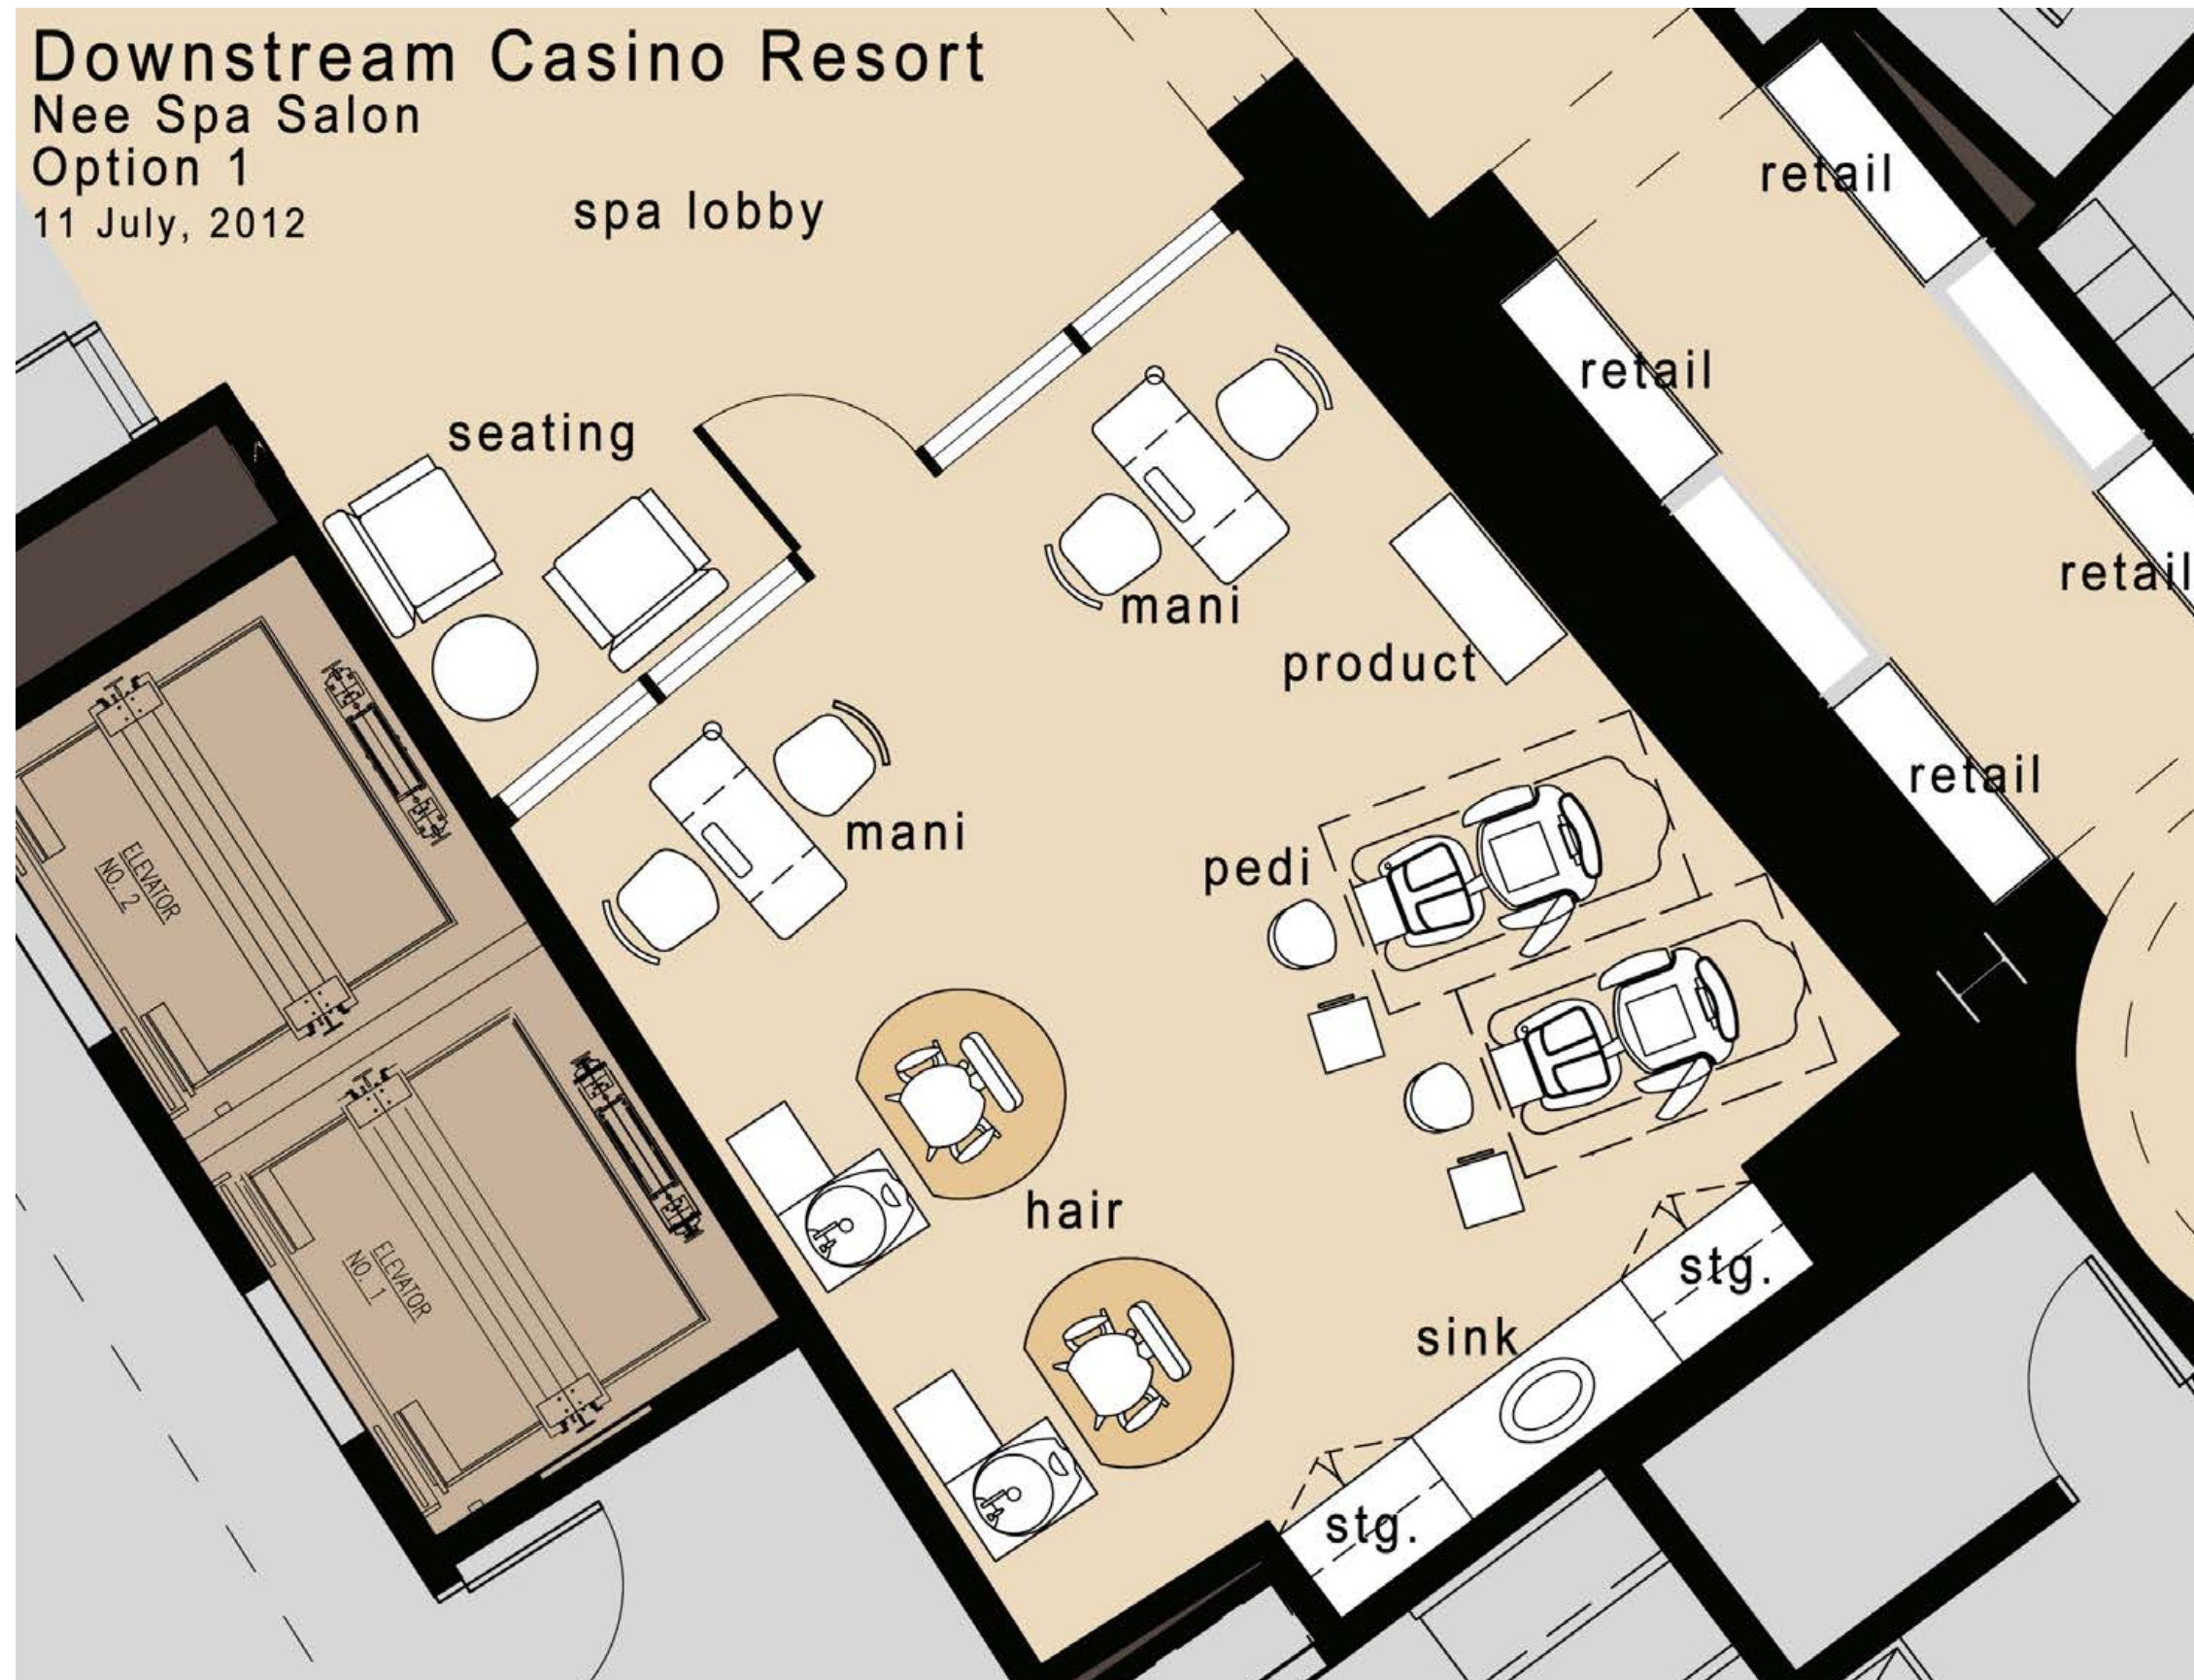 Downstream Casino Resort
Nee Spa Salon
Option 1
11 July, 2012
spa lobby
retail
retail
seating
retail
mani
product
retail
mani
pedi
ELEVATOR
NO. 2
hair
stg.
ELEVATOR
NO. 1
sink
stg.